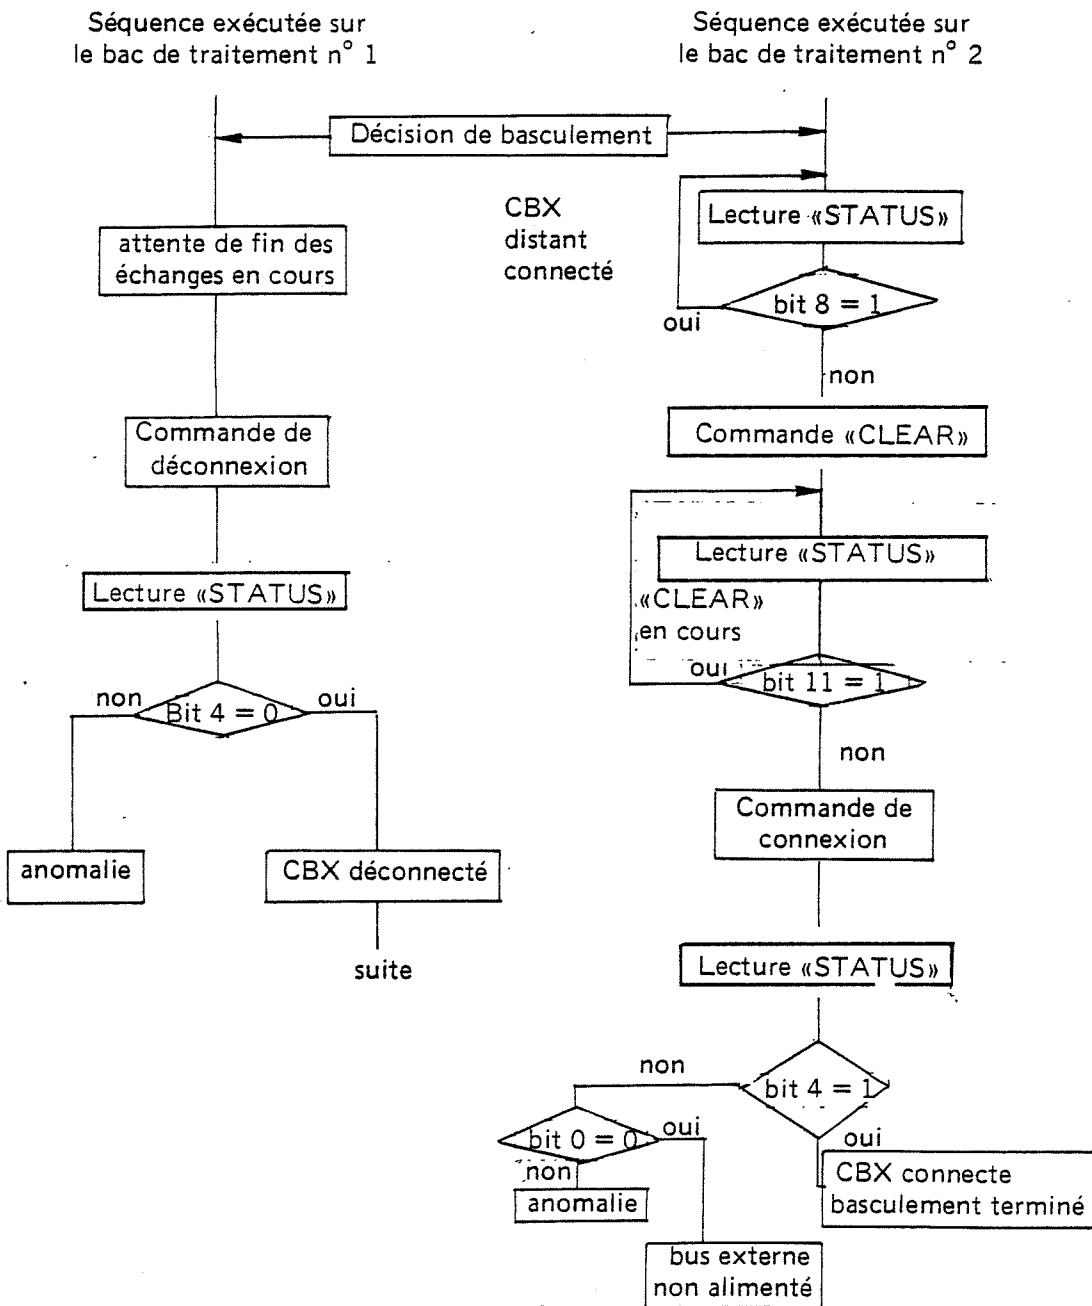 Séquence exécutée sur
le bac de traitement n° 1
Séquence exécutée sur
le bac de traitement n° 2
Décision de basculement
attente de fin des
échanges en cours
Commande de
déconnexion
Lecture «STATUS»
non
Bit 4 = 0
oui
anomalie
CBX déconnecté
suite
CBX
distant
connecté
Lecture «STATUS»
bit 8 = 1
oui
non
Commande «CLEAR»
Lecture «STATUS»
«CLEAR»
en cours
oui
bit 11 = 1
non
Commande de
connexion
Lecture «STATUS»
non
bit 4 = 1
oui
bit 0 = 0
oui
non
anomalie
CBX connecte
basculement terminé
bus externe
non alimenté